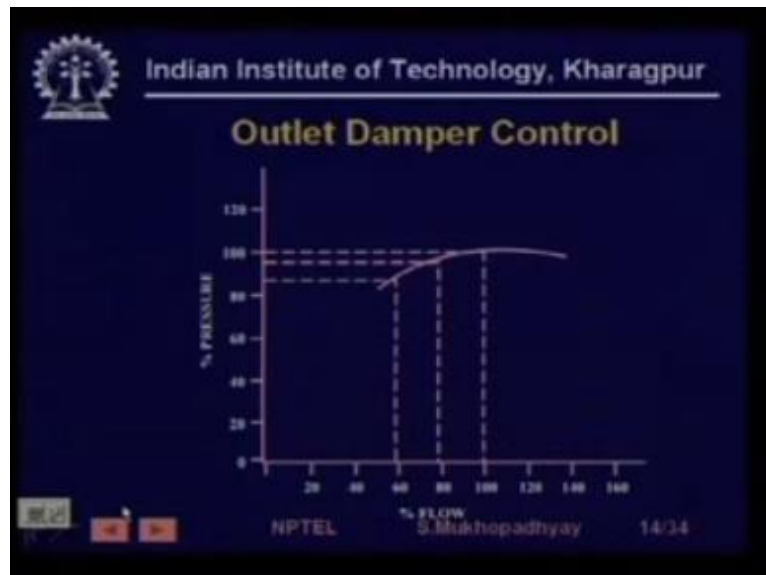 Indian Institute of Technology, Kharagpur
Outlet Damper Control
120
100
80
60
40
20
0
% PRESSURE
20 40 60 80 100 120 140 160
% FLOW
NPTEL S.Mukhopadhyay 14/34